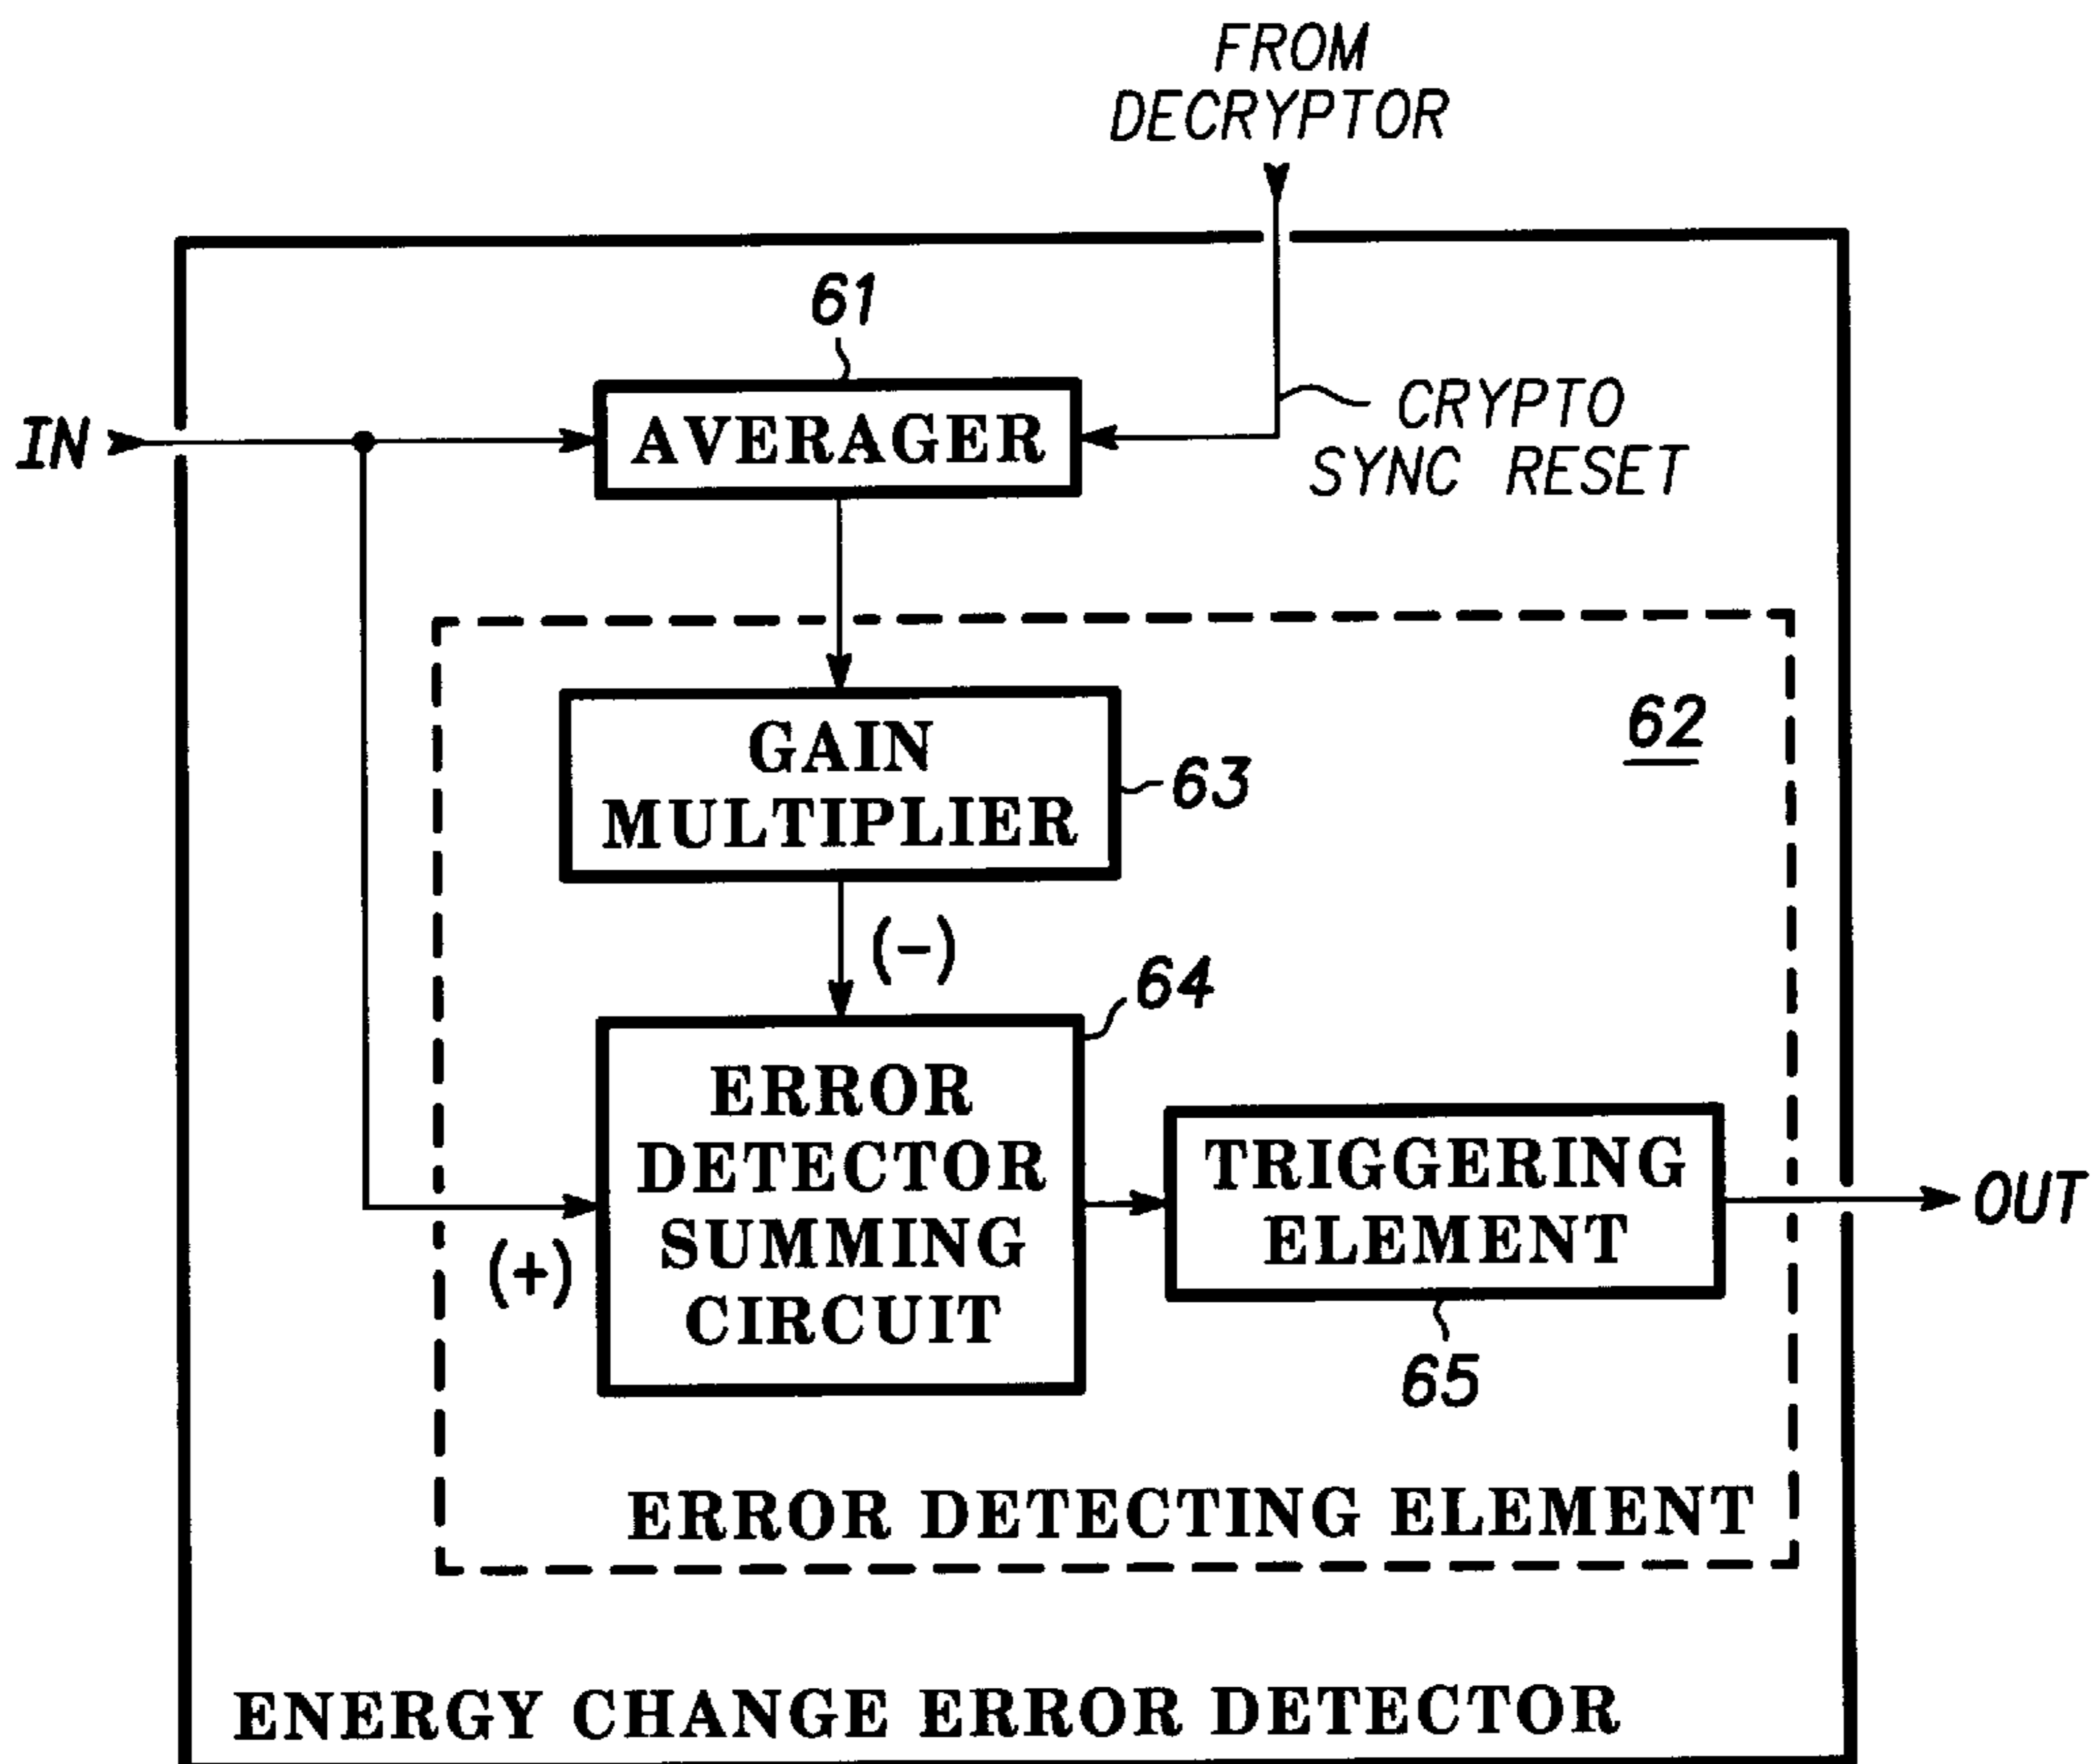 FROM
DECRYPTOR
61
IN
AVERAGER
CRYPTO
SYNC RESET
62
GAIN
MULTIPLIER
63
(-)
64
ERROR
DETECTOR
SUMMING
CIRCUIT
(+)
TRIGGERING
ELEMENT
OUT
65
ERROR DETECTING ELEMENT
ENERGY CHANGE ERROR DETECTOR